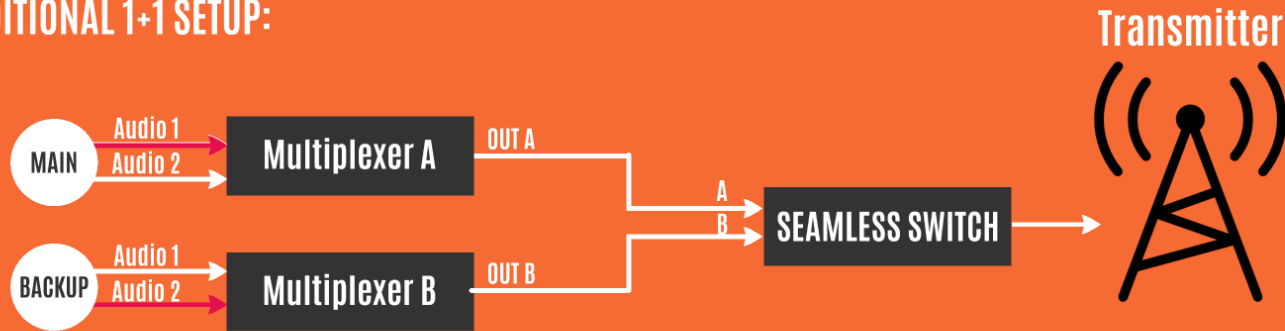 DITIONAL 1+1 SETUP:
Transmitter
MAIN
Audio 1
Audio 2
Multiplexer A
OUT A
A
B
SEAMLESS SWITCH
BACKUP
Audio 1
Audio 2
Multiplexer B
OUT B